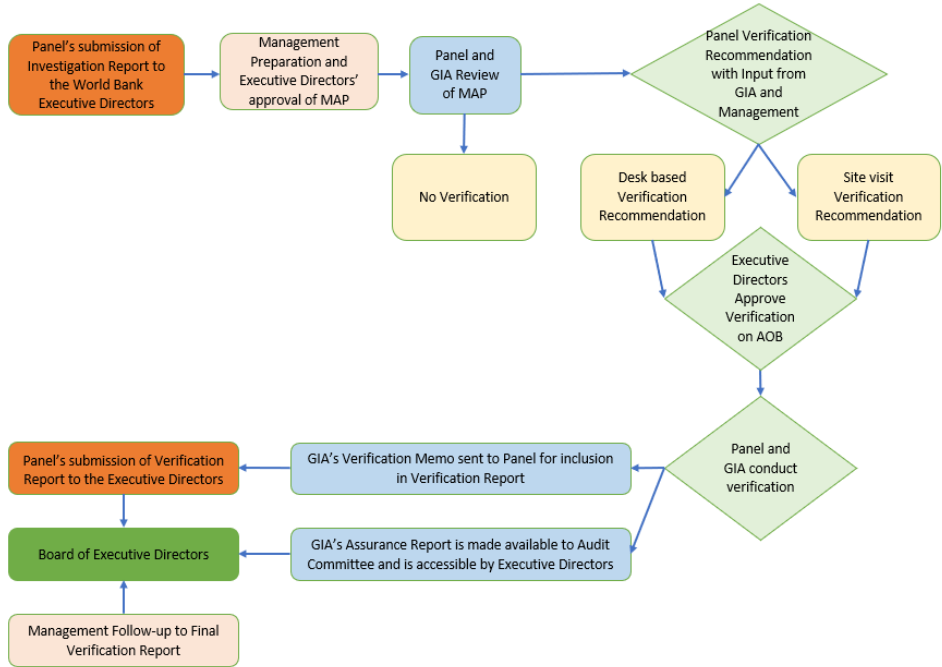 Panel's submission of
Investigation Report to
the World Bank
Executive Directors
Management
Preparation and
Executive Directors'
approval of MAP
Panel and
GIA Review
of MAP
Panel Verification
Recommendation
with Input from
GIA and
Management
No Verification
Desk based
Verification
Recommendation
Site visit
Verification
Recommendation
Executive
Directors
Approve
Verification
on AOB
Panel and
GIA conduct
verification
GIA's Verification Memo sent to Panel for inclusion
in Verification Report
Panel's submission of Verification
Report to the Executive Directors
GIA's Assurance Report is made available to Audit
Committee and is accessible by Executive Directors
Board of Executive Directors
Management Follow-up to Final
Verification Report